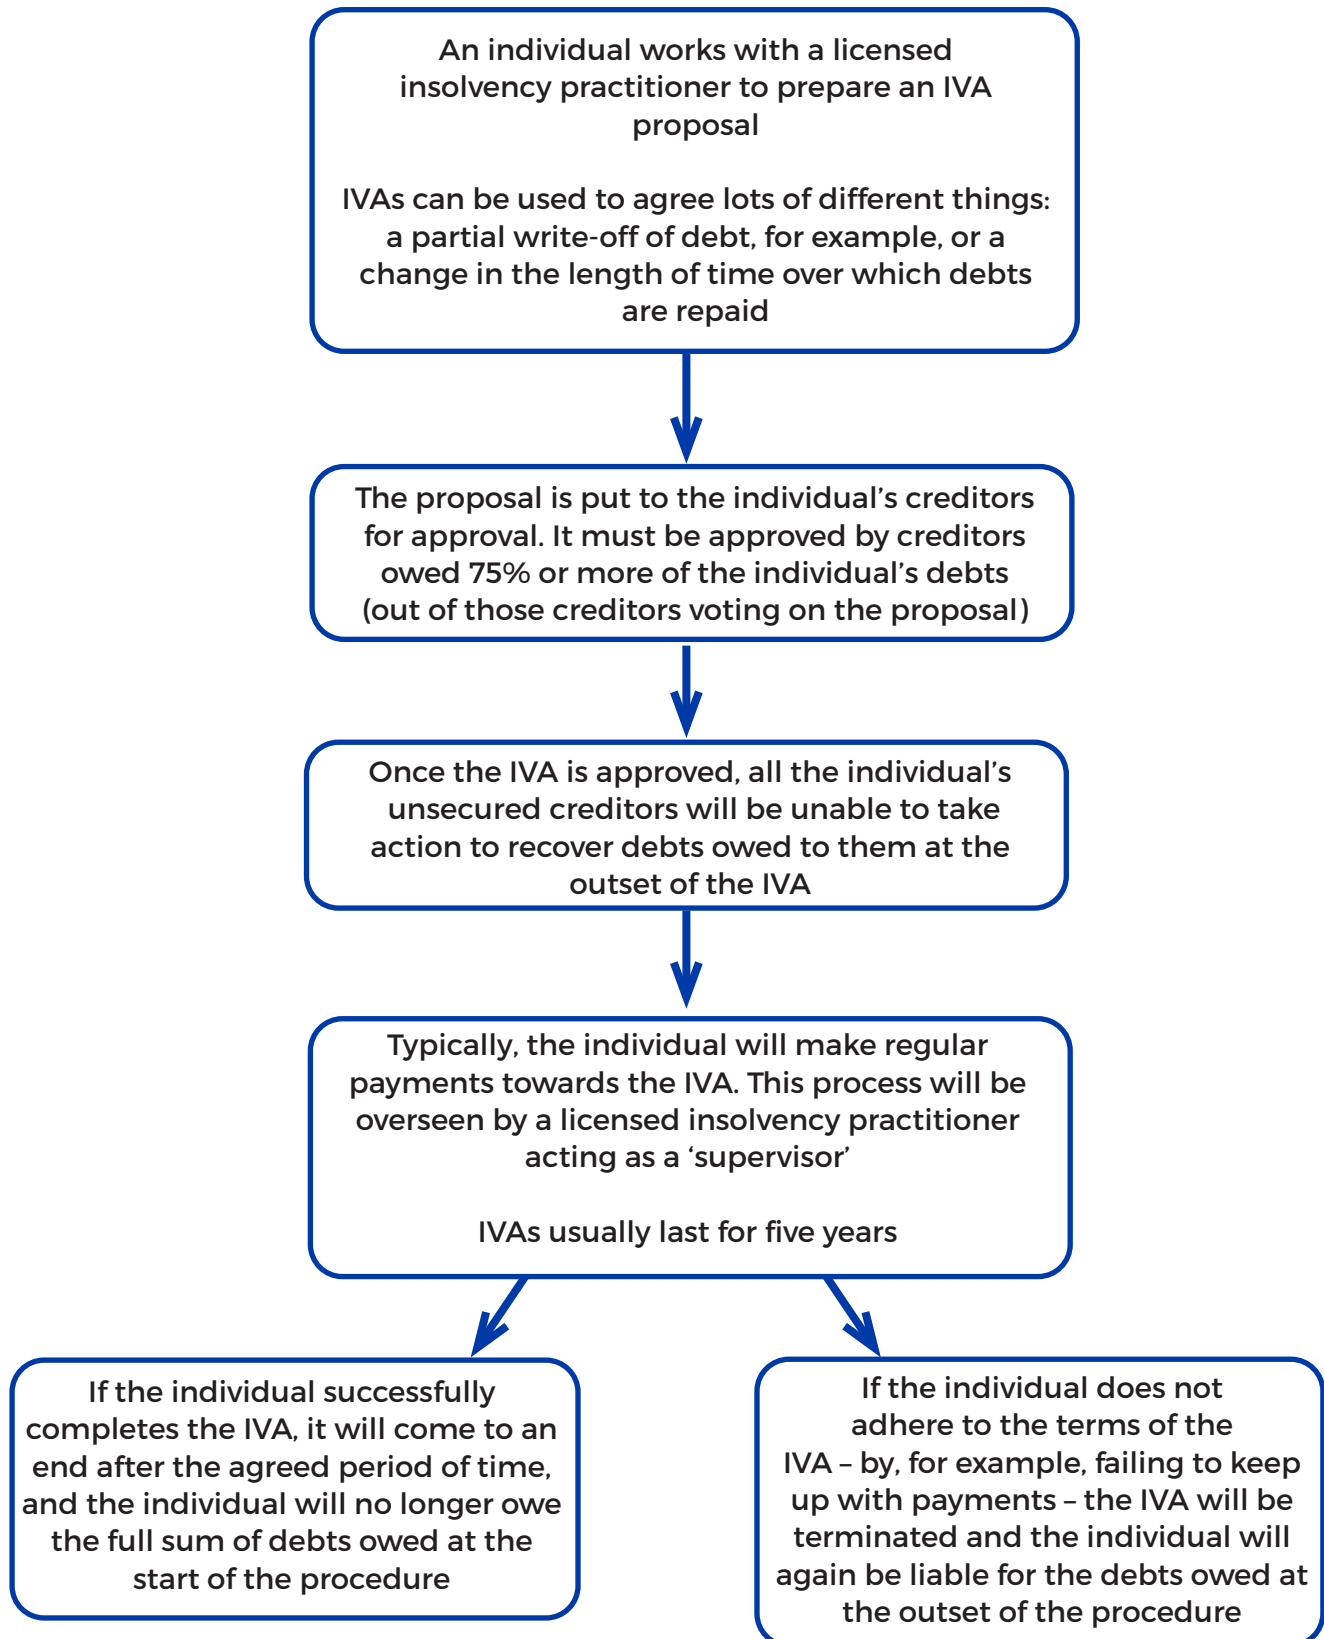 An individual works with a licensed
insolvency practitioner to prepare an IVA
proposal
IVAs can be used to agree lots of different things:
a partial write-off of debt, for example, or a
change in the length of time over which debts
are repaid
The proposal is put to the individual’s creditors
for approval. It must be approved by creditors
owed 75% or more of the individual’s debts
(out of those creditors voting on the proposal)
Once the IVA is approved, all the individual’s
unsecured creditors will be unable to take
action to recover debts owed to them at the
outset of the IVA
Typically, the individual will make regular
payments towards the IVA. This process will be
overseen by a licensed insolvency practitioner
acting as a ‘supervisor’
IVAs usually last for five years
If the individual successfully
completes the IVA, it will come to an
end after the agreed period of time,
and the individual will no longer owe
the full sum of debts owed at the
start of the procedure
If the individual does not
adhere to the terms of the
IVA – by, for example, failing to keep
up with payments – the IVA will be
terminated and the individual will
again be liable for the debts owed at
the outset of the procedure